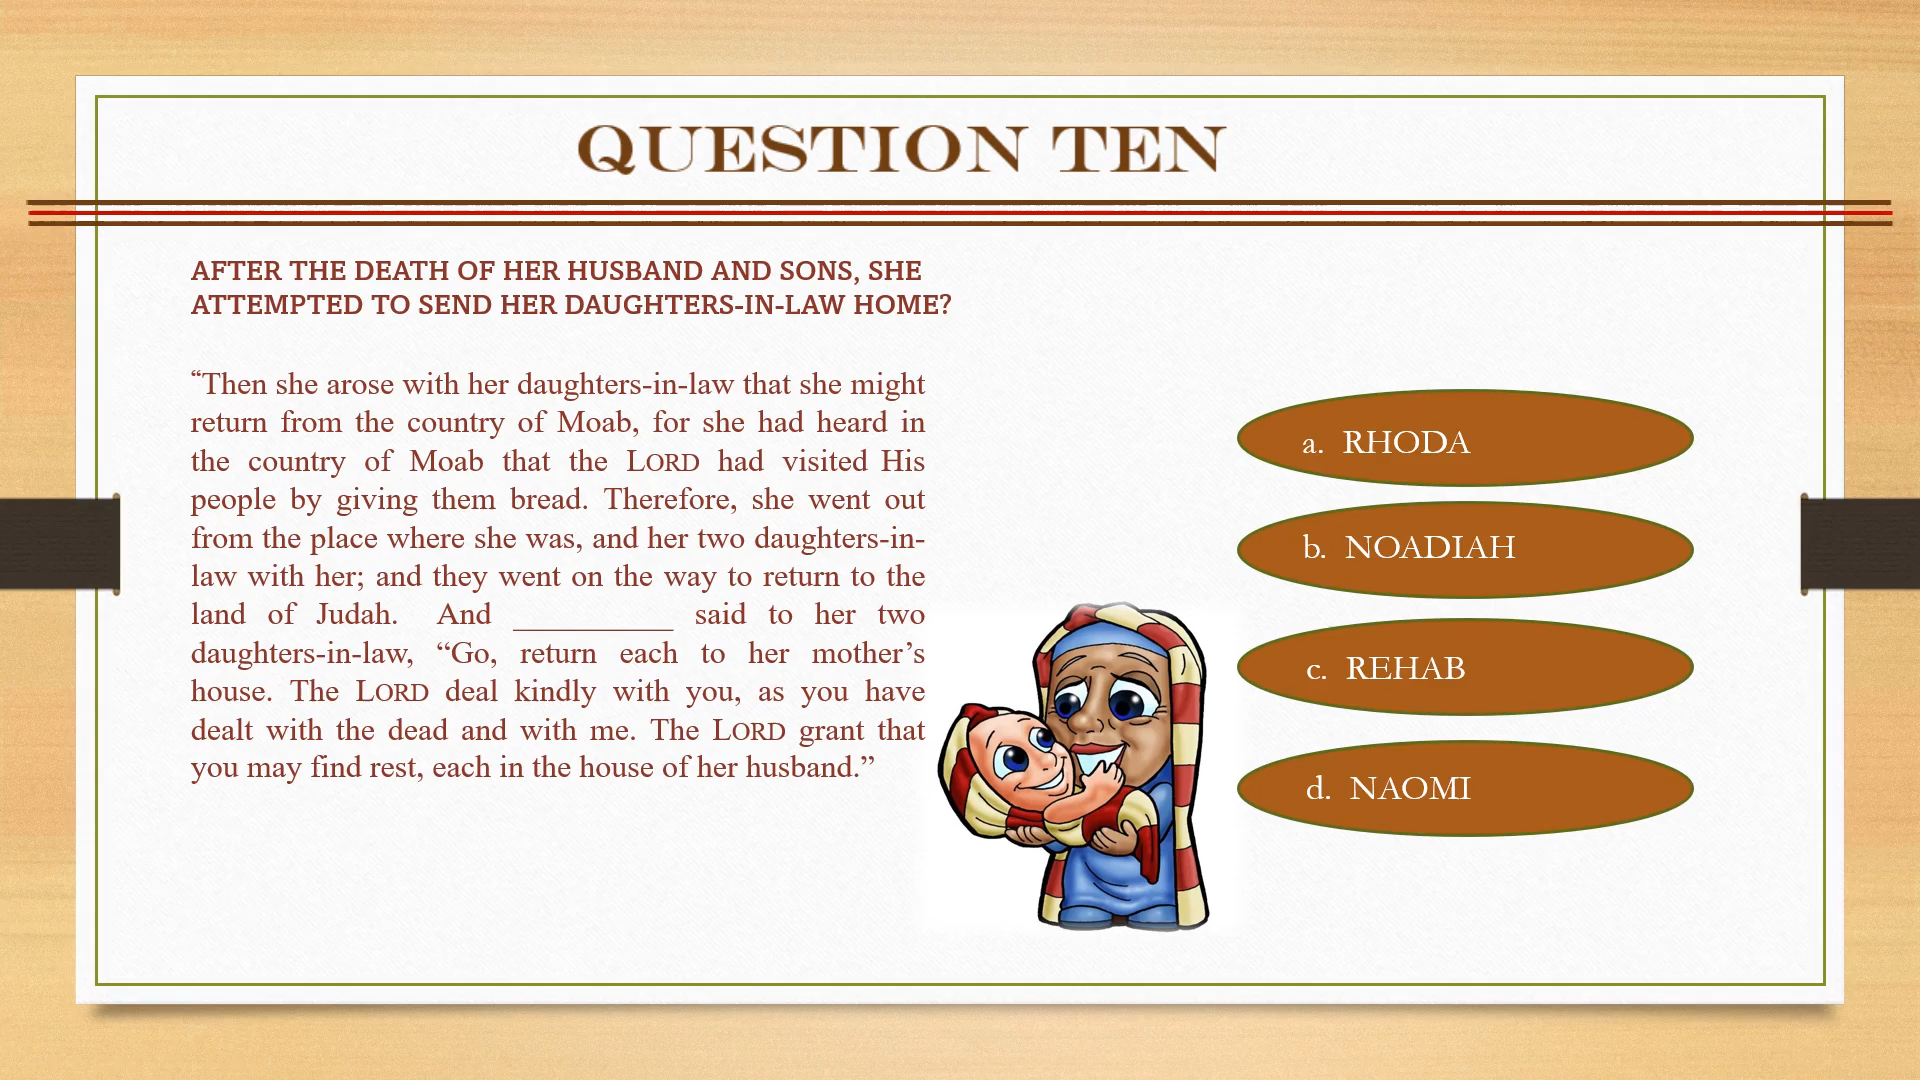 QUESTION TEN
AFTER THE DEATH OF HER HUSBAND AND SONS, SHE
ATTEMPTED TO SEND HER DAUGHTERS-IN-LAW HOME?
“Then she arose with her daughters-in-law that she might
return from the country of Moab, for she had heard in
the country of Moab that the LORD had visited His
people by giving them bread. Therefore, she went out
from the place where she was, and her two daughters-in-
law with her; and they went on the way to return to the
land of Judah. And __________ said to her two
daughters-in-law, “Go, return each to her mother’s
house. The LORD deal kindly with you, as you have
dealt with the dead and with me. The LORD grant that
you may find rest, each in the house of her husband.”
a. RHODA
b. NOADIAH
c. REHAB
d. NAOMI